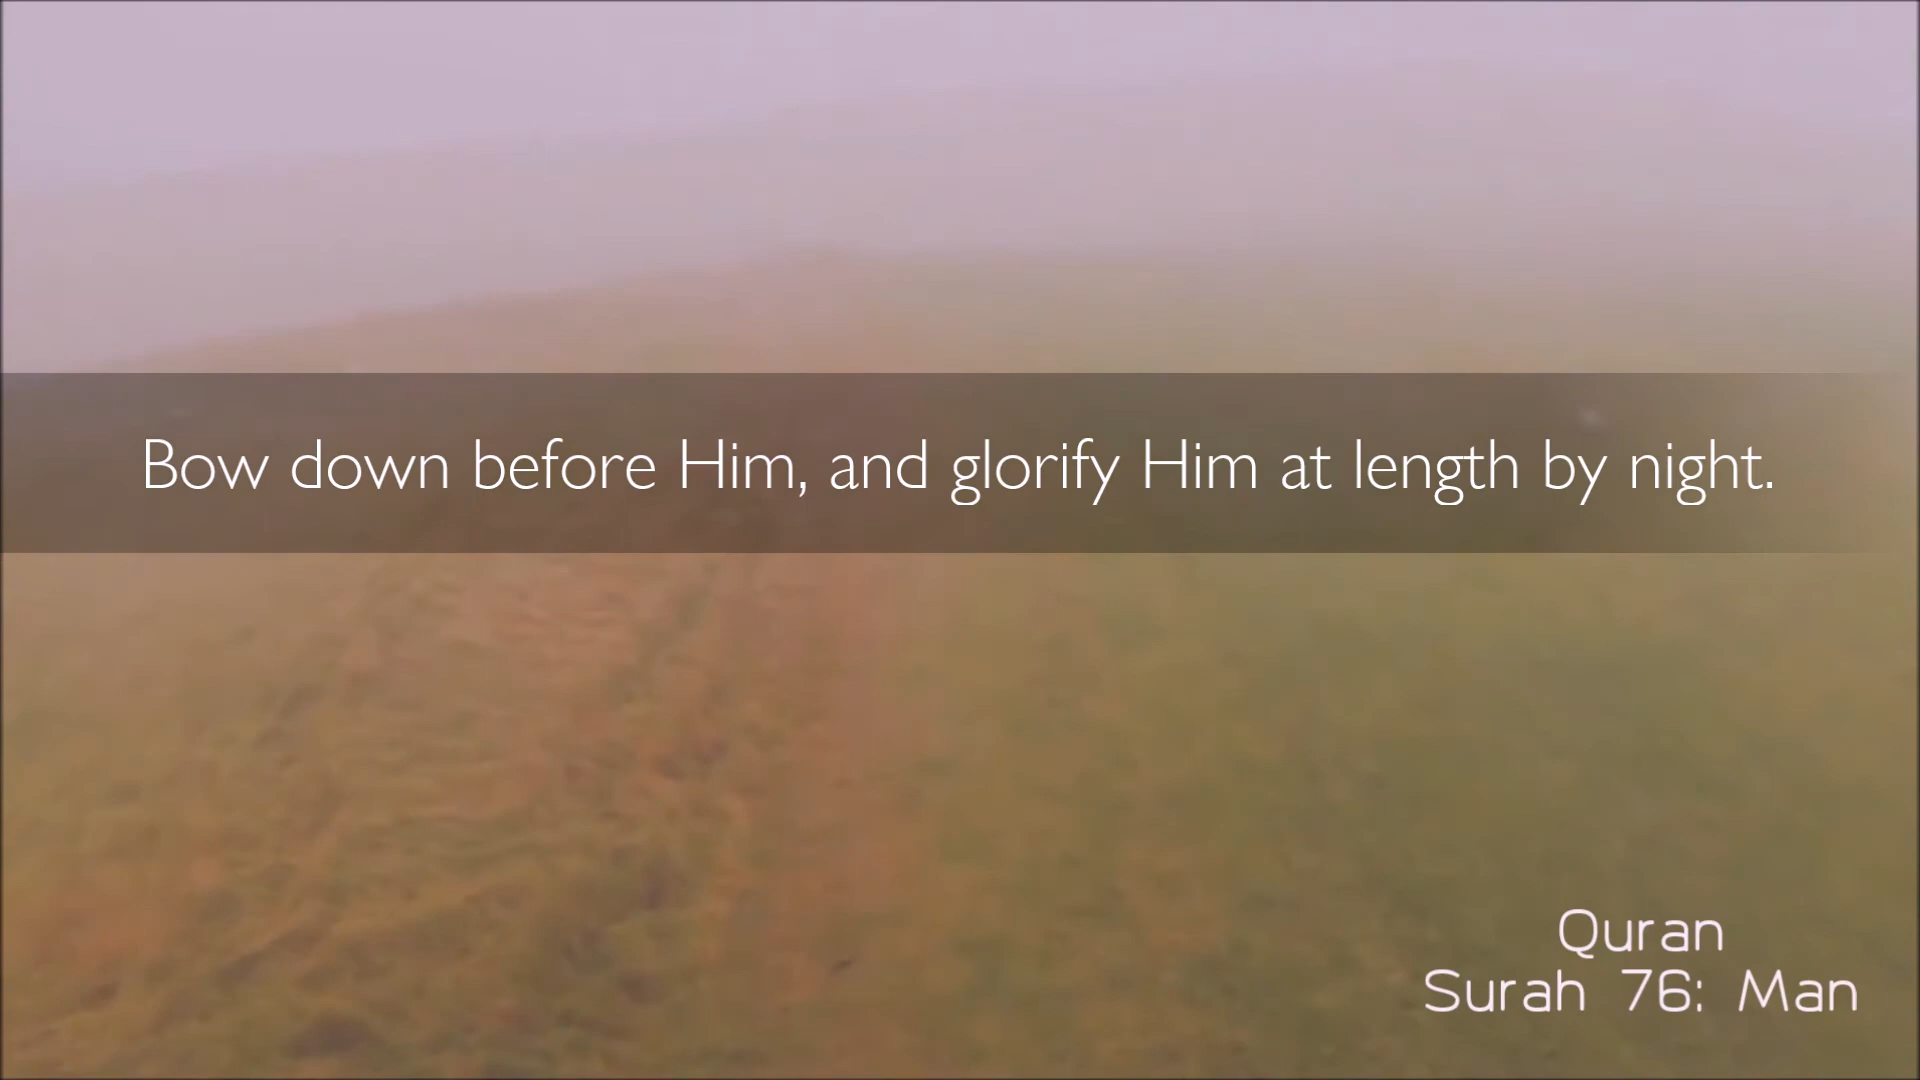 Bow down before Him, and glorify Him at length by night.
Quran
Surah 76: Man